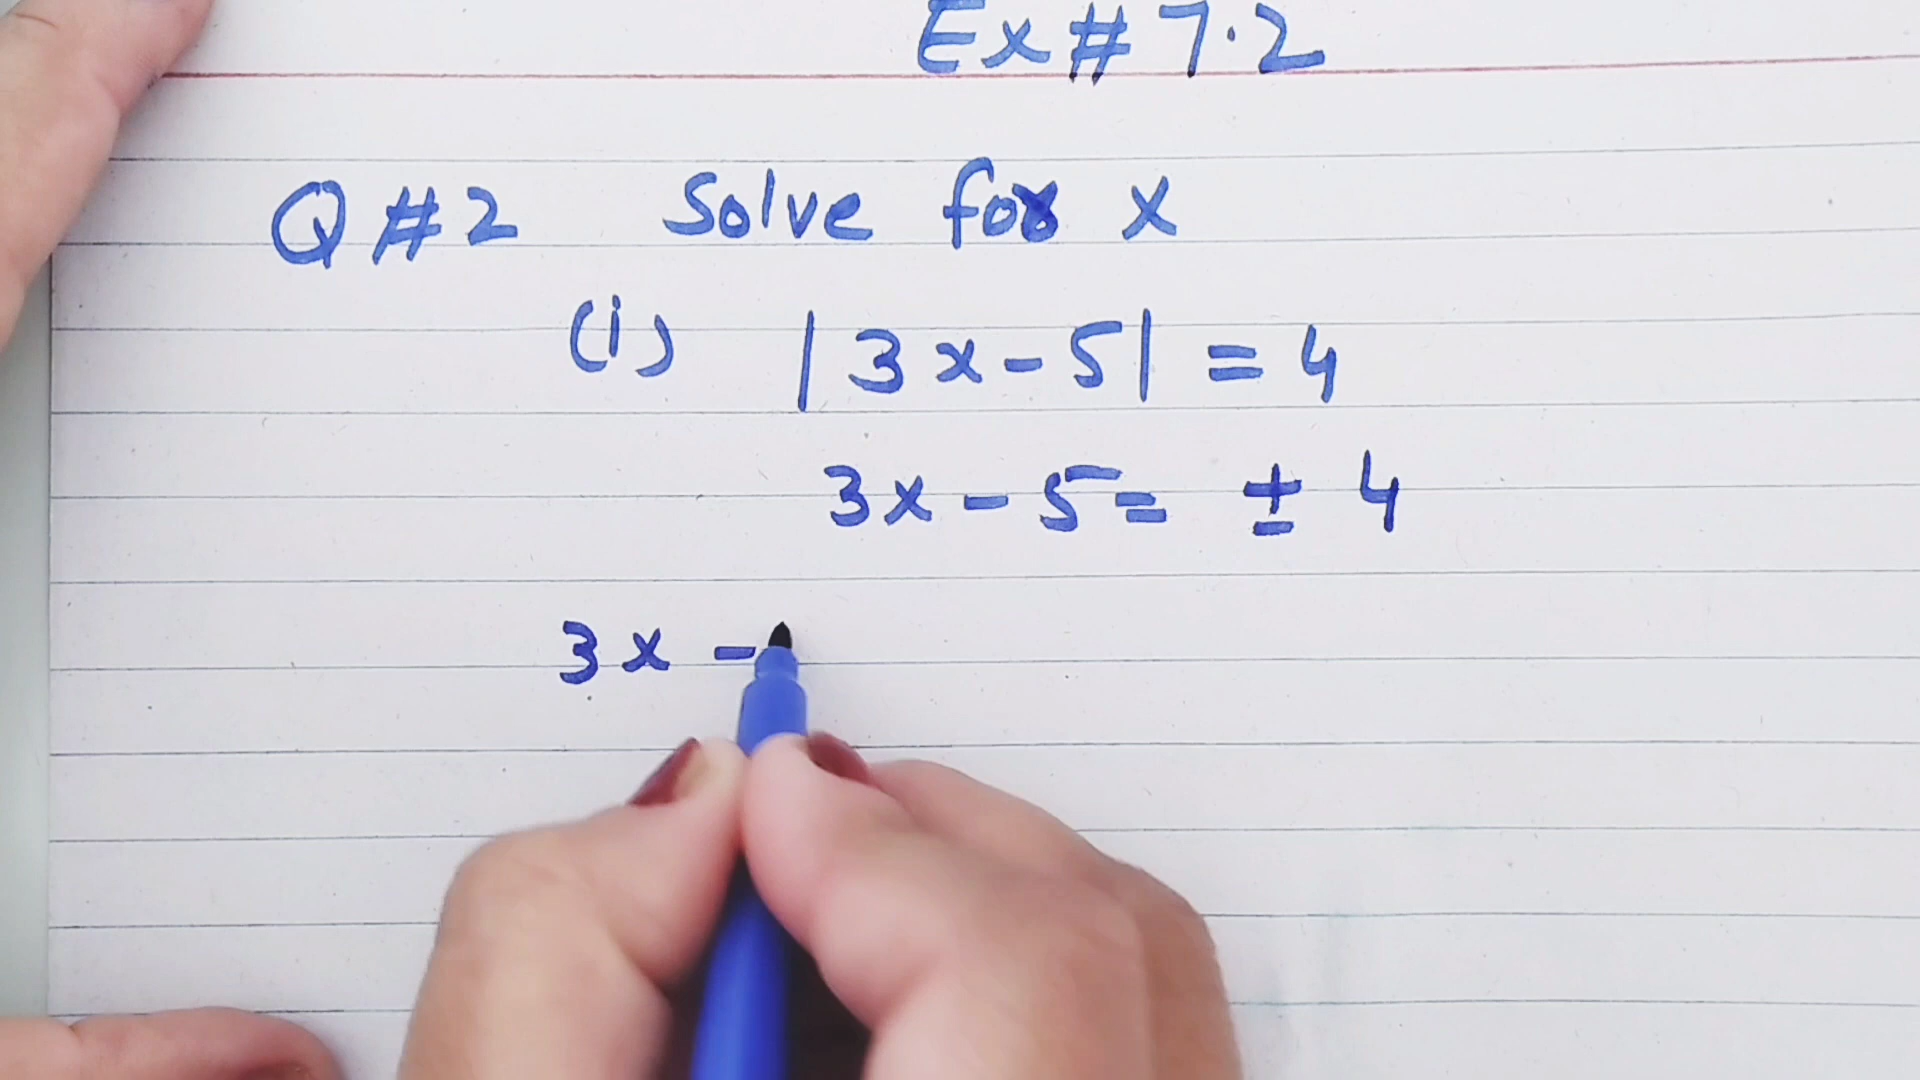 Ex # 7.2
Q # 2 Solve for x
(i) |3x - 5| = 4
3x - 5 = ± 4
3x -